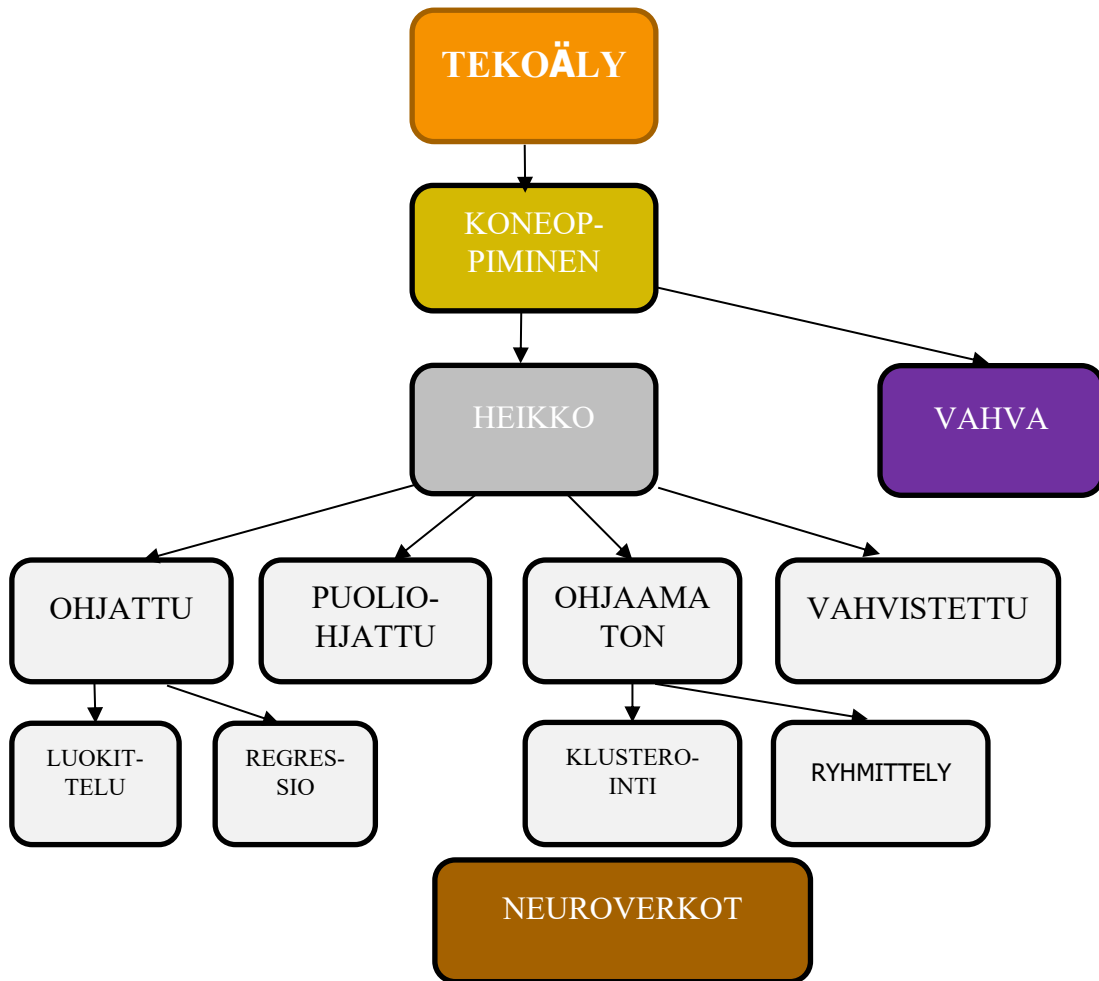 TEKOÄLY
KONEOP-
PIMINEN
HEIKKO
VAHVA
OHJATTU
PUOLIO-
HJATTU
OHJAAMA
TON
VAHVISTETTU
LUOKIT-
TELU
REGRES-
SIO
KLUSTERO-
INTI
RYHMITTELY
NEUROVERKOT